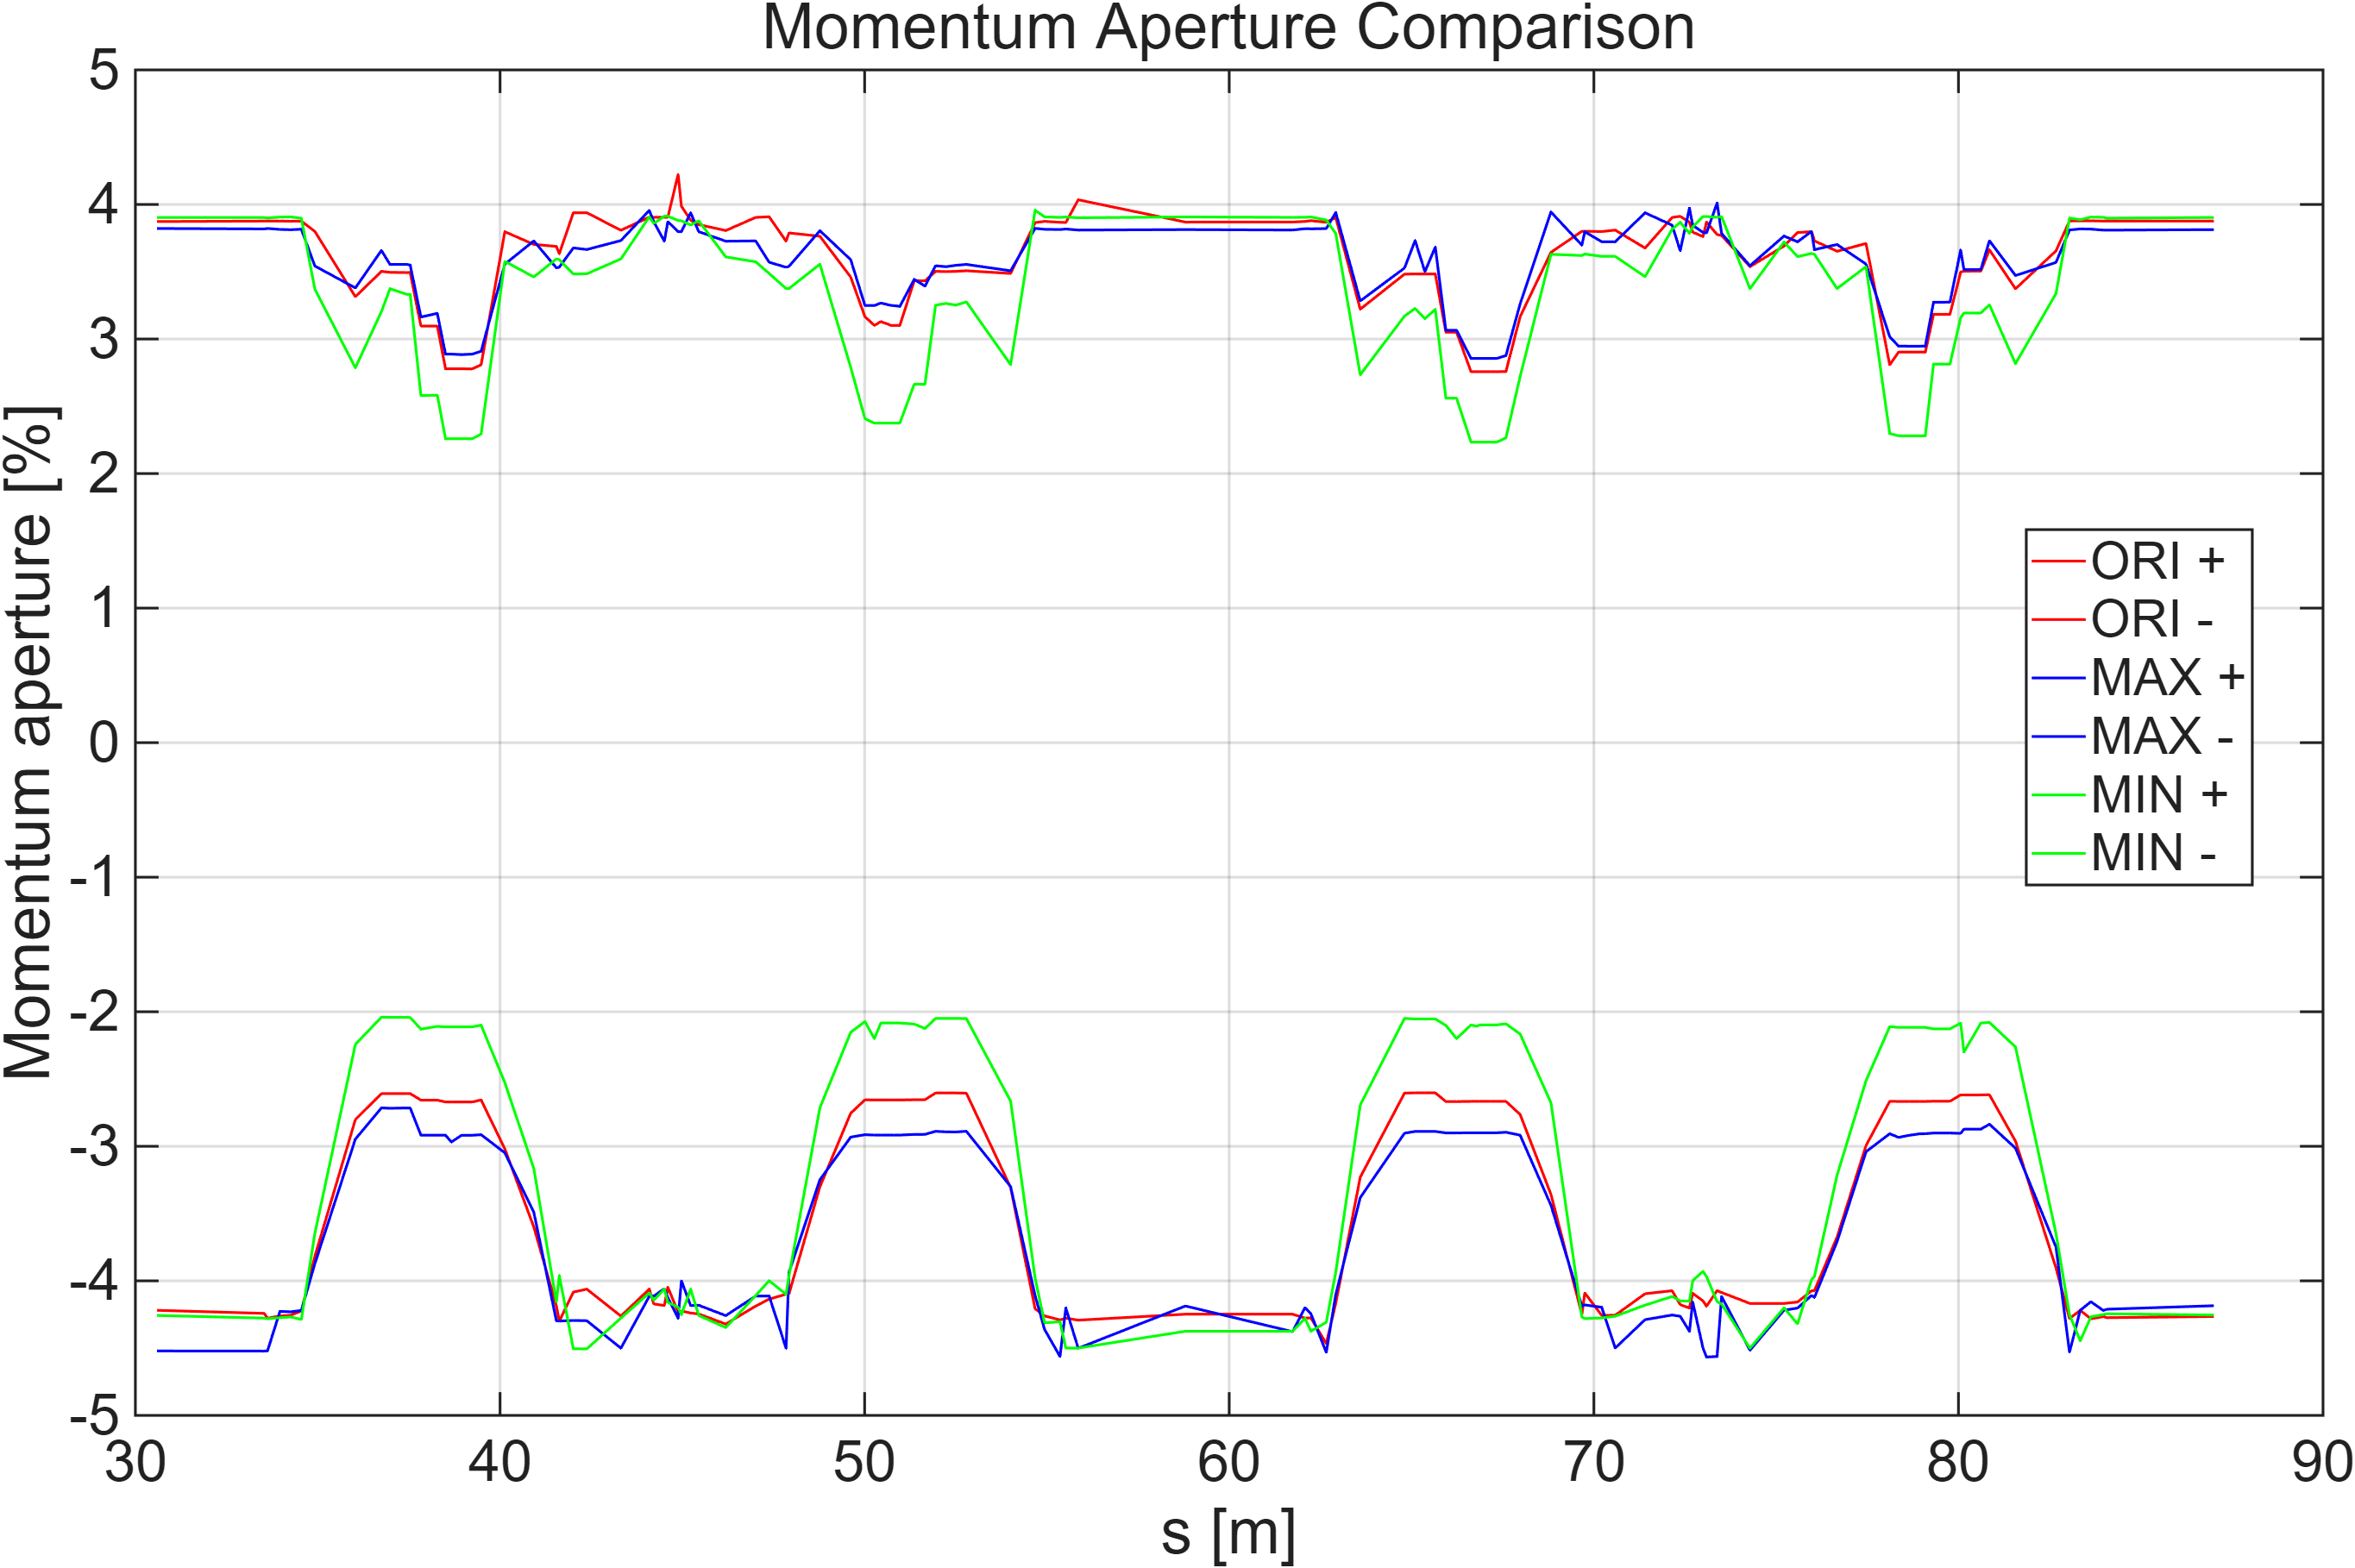 Momentum Aperture Comparison
5
4
3
2
1
0
-1
-2
-3
-4
-5
Momentum aperture [%]
ORI +
ORI -
MAX +
MAX -
MIN +
MIN -
30 40 50 60 70 80 90
s [m]